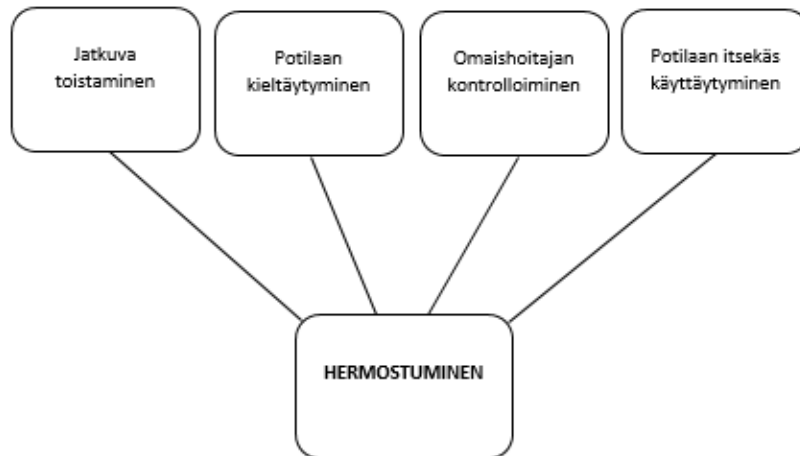 Jatkuva
toistaminen
Potilaan
kieltäytyminen
Omaishoitajan
kontrolloiminen
Potilaan itsekäs
käyttäytyminen
HERMOSTUMINEN